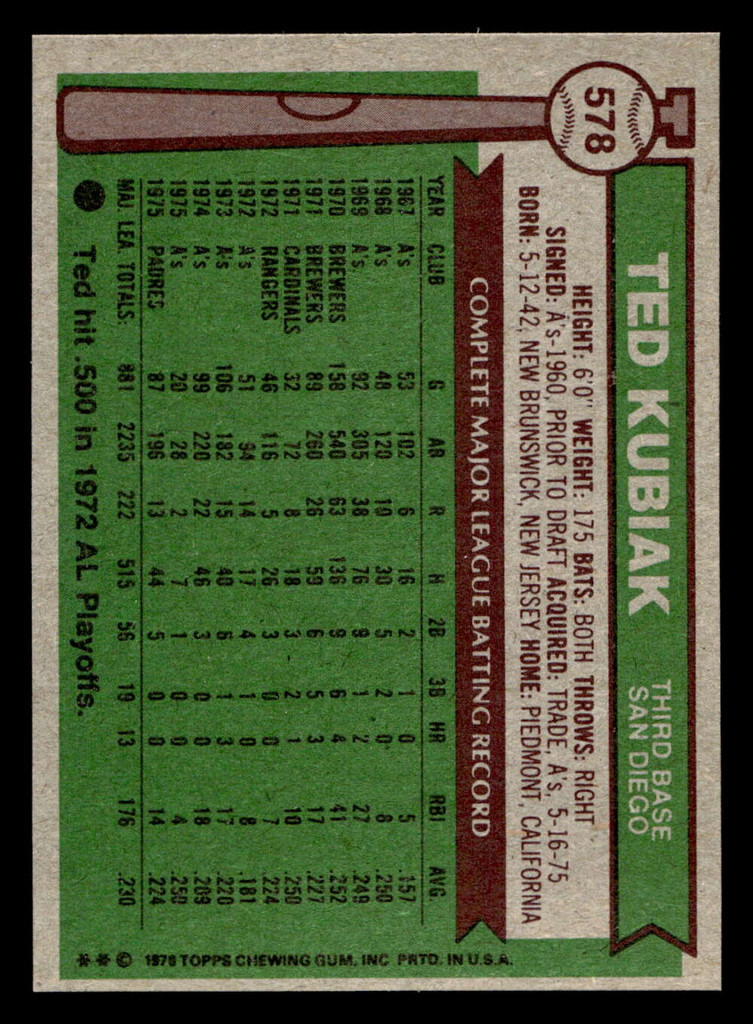 578
T
TED KUBIAK
THIRD BASE
SAN DIEGO
HEIGHT: 6'0" WEIGHT: 175 BATS: BOTH THROWS: RIGHT
SIGNED: A's-1960, PRIOR TO DRAFT ACQUIRED: TRADE, A's, 5-16-75
BORN: 5-12-42, NEW BRUNSWICK, NEW JERSEY HOME: PIEDMONT, CALIFORNIA
COMPLETE MAJOR LEAGUE BATTING RECORD
YEAR CLUB G AB R H 2B 3B HR RBI AVG.
1967 A's 53 102 6 16 2 1 0 5 .157
1968 A's 48 120 10 30 5 2 0 8 .250
1969 A's 92 305 38 76 9 1 2 27 .249
1970 BREWERS 158 540 63 136 9 6 4 41 .252
1971 BREWERS 89 260 26 59 6 5 3 17 .227
1971 CARDINALS 32 72 8 18 3 2 1 10 .250
1972 RANGERS 46 116 5 26 3 0 0 7 .224
1972 A's 51 94 14 17 4 1 0 8 .181
1973 A's 106 182 15 40 6 1 3 17 .220
1974 A's 99 220 22 46 3 0 0 18 .209
1975 A's 20 28 2 7 1 0 0 4 .250
1975 PADRES 87 196 13 44 5 0 0 14 .224
MAJ. LEA. TOTALS: 881 2235 222 515 56 19 13 176 .230
Ted hit .500 in 1972 AL Playoffs.
** © 1976 TOPPS CHEWING GUM, INC. PRTD. IN U.S.A.